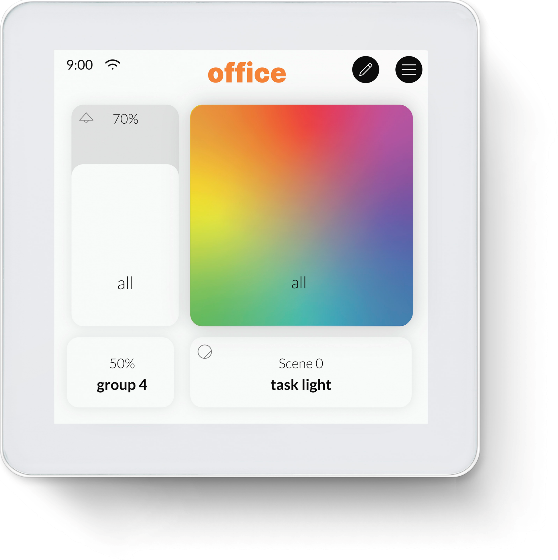 9:00
office
70%
all
all
50%
group 4
Scene 0
task light